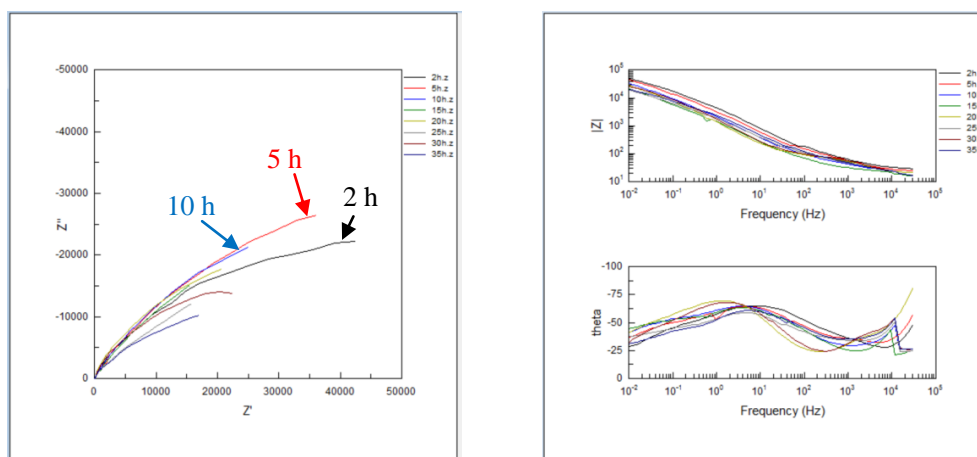 -50000
-40000
-30000
-20000
-10000
0
Z''
0 10000 20000 30000 40000 50000
Z'
2h.z
5h.z
10h.z
15h.z
20h.z
25h.z
30h.z
35h.z
5 h
2 h
10 h
10⁵
10⁴
10³
10²
10¹
|Z|
10⁻² 10⁻¹ 10⁰ 10¹ 10² 10³ 10⁴ 10⁵
Frequency (Hz)
2h
5h
10
15
20
25
30
35
-100
-75
-50
-25
0
theta
10⁻² 10⁻¹ 10⁰ 10¹ 10² 10³ 10⁴ 10⁵
Frequency (Hz)